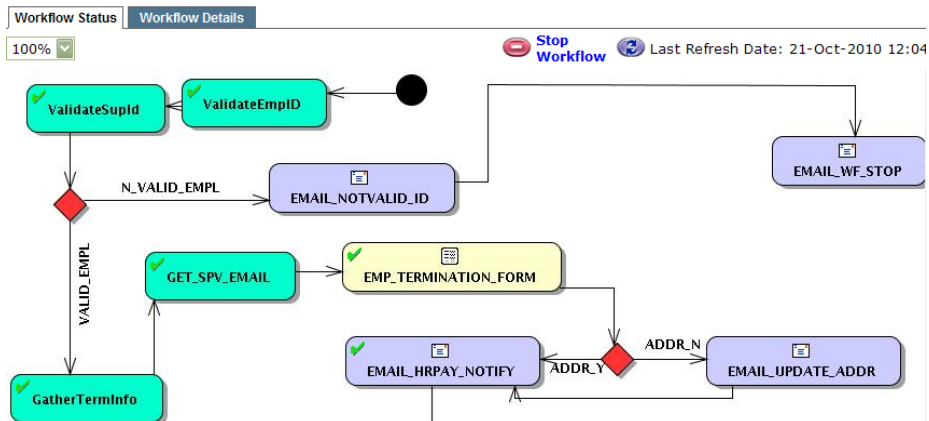 Workflow Status
Workflow Details
100%
Stop
Workflow
Last Refresh Date: 21-Oct-2010 12:04
ValidateSupId
ValidateEmpID
N_VALID_EMPL
EMAIL_NOTVALID_ID
EMAIL_WF_STOP
VALID_EMPL
GET_SPV_EMAIL
EMP_TERMINATION_FORM
EMAIL_HRPAY_NOTIFY
ADDR_Y
ADDR_N
EMAIL_UPDATE_ADDR
GatherTermInfo